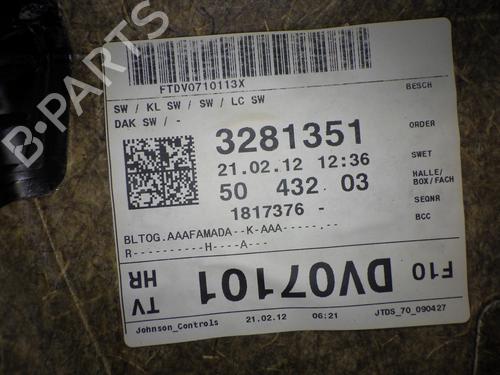 B-PARTS
FTDV0710113X
SW / KL SW / SW / LC SW
DAK SW / -
BESCH
3281351
ORDER
21.02.12 12:36
SWET
50 432 03
HALLE/
BOX/FACH
1817376 -
SEQNR
BCC
BLTOG.AAAFAMADA--K-AAA-----.--
R----------H----A---
TV
HR
DV07101
F10
Johnson_Controls 21.02.12 06:21 JTDS_70_090427